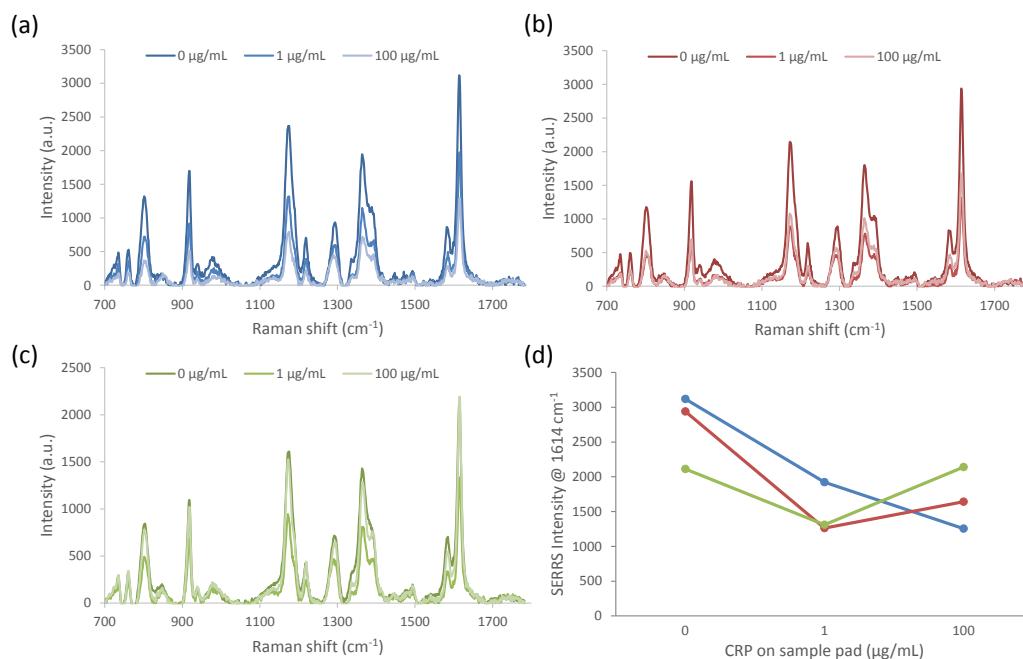 (a)
0 µg/mL 1 µg/mL 100 µg/mL
3500
3000
2500
2000
1500
1000
500
0
Intensity (a.u.)
700 900 1100 1300 1500 1700
Raman shift (cm⁻¹)
(b)
0 µg/mL 1 µg/mL 100 µg/mL
3500
3000
2500
2000
1500
1000
500
0
Intensity (a.u.)
700 900 1100 1300 1500 1700
Raman shift (cm⁻¹)
(c)
0 µg/mL 1 µg/mL 100 µg/mL
2500
2000
1500
1000
500
0
Intensity (a.u.)
700 900 1100 1300 1500 1700
Raman shift (cm⁻¹)
(d)
3500
3000
2500
2000
1500
1000
500
0
SERRS Intensity @ 1614 cm⁻¹
0 1 100
CRP on sample pad (µg/mL)